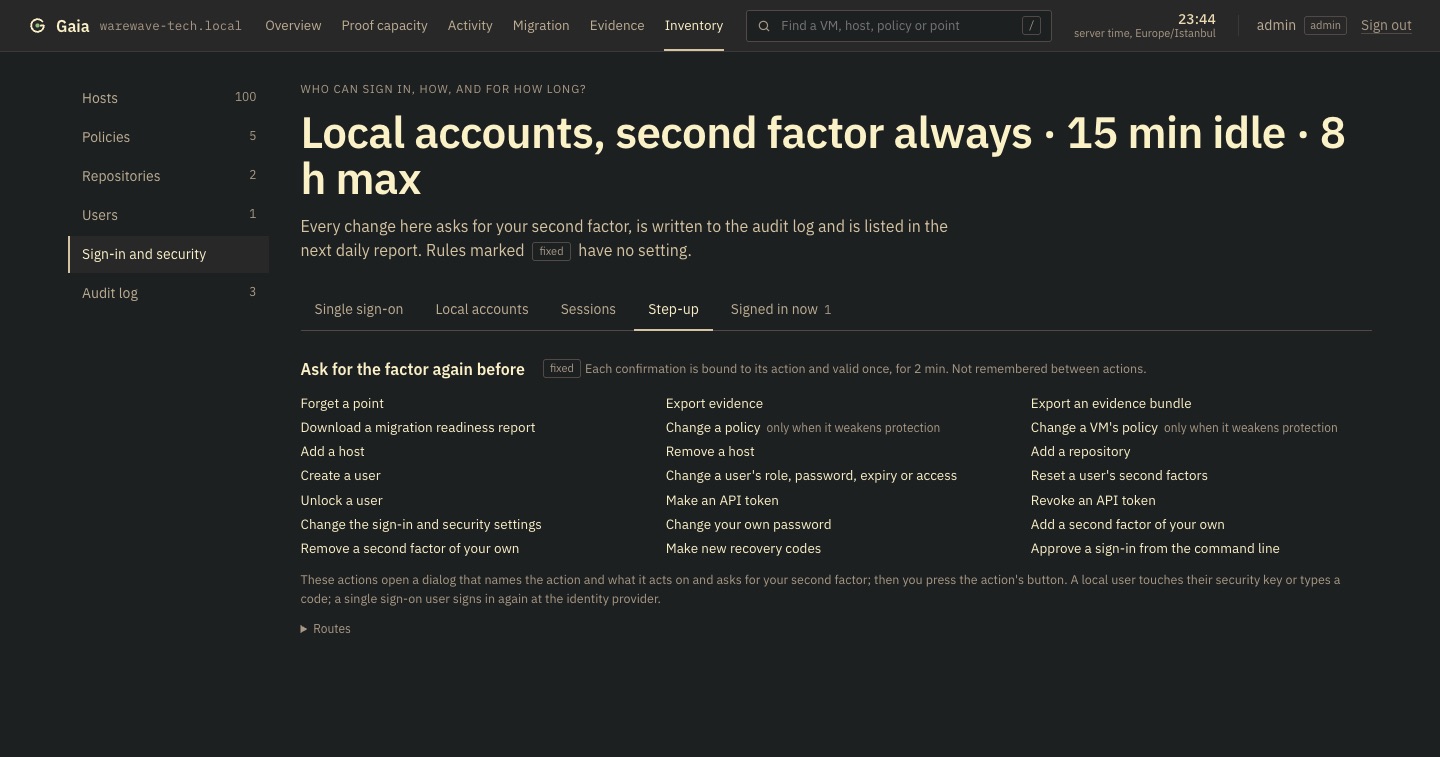 Gaia warewave-tech.local Overview Proof capacity Activity Migration Evidence Inventory Find a VM, host, policy or point / 23:44 admin admin Sign out
server time, Europe/Istanbul
Hosts 100
Policies 5
Repositories 2
Users 1
Sign-in and security
Audit log 3
WHO CAN SIGN IN, HOW, AND FOR HOW LONG?
Local accounts, second factor always · 15 min idle · 8
h max
Every change here asks for your second factor, is written to the audit log and is listed in the
next daily report. Rules marked fixed have no setting.
Single sign-on Local accounts Sessions Step-up Signed in now 1
Ask for the factor again before fixed Each confirmation is bound to its action and valid once, for 2 min. Not remembered between actions.
Forget a point Export evidence Export an evidence bundle
Download a migration readiness report Change a policy only when it weakens protection Change a VM's policy only when it weakens protection
Add a host Remove a host Add a repository
Create a user Change a user's role, password, expiry or access Reset a user's second factors
Unlock a user Make an API token Revoke an API token
Change the sign-in and security settings Change your own password Add a second factor of your own
Remove a second factor of your own Make new recovery codes Approve a sign-in from the command line
These actions open a dialog that names the action and what it acts on and asks for your second factor; then you press the action's button. A local user touches their security key or types a
code; a single sign-on user signs in again at the identity provider.
Routes